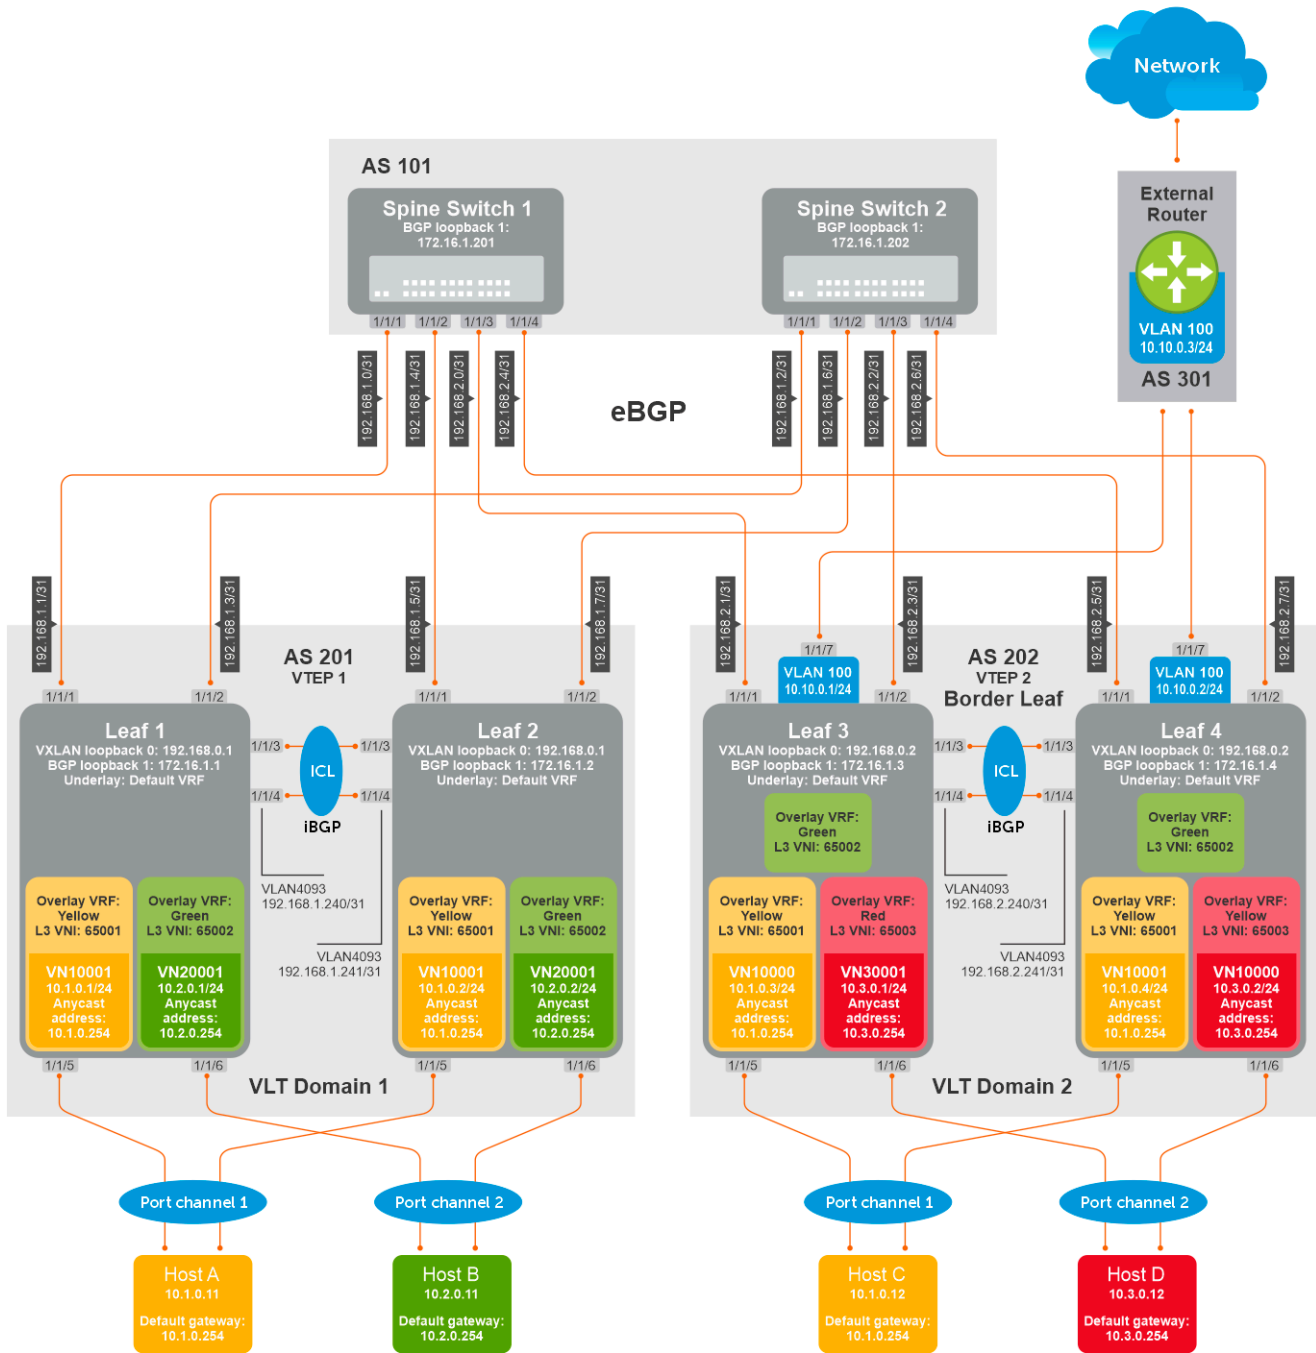 Network
AS 101
Spine Switch 1
BGP loopback 1:
172.16.1.201
1/1/1
1/1/2
1/1/3
1/1/4
Spine Switch 2
BGP loopback 1:
172.16.1.202
1/1/1
1/1/2
1/1/3
1/1/4
External
Router
VLAN 100
10.10.0.3/24
AS 301
192.168.1.0/31
192.168.1.4/31
192.168.2.0/31
192.168.2.4/31
eBGP
192.168.1.2/31
192.168.1.6/31
192.168.2.2/31
192.168.2.6/31
192.168.1.1/31
192.168.1.3/31
192.168.1.5/31
192.168.1.7/31
192.168.2.1/31
192.168.2.3/31
192.168.2.5/31
192.168.2.7/31
AS 201
VTEP 1
1/1/1
1/1/2
Leaf 1
VXLAN loopback 0: 192.168.0.1
BGP loopback 1: 172.16.1.1
Underlay: Default VRF
1/1/3
1/1/4
Overlay VRF:
Yellow
L3 VNI: 65001
VN10001
10.1.0.1/24
Anycast
address:
10.1.0.254
Overlay VRF:
Green
L3 VNI: 65002
VN20001
10.2.0.1/24
Anycast
address:
10.2.0.254
1/1/5
1/1/6
ICL
iBGP
VLAN4093
192.168.1.240/31
VLAN4093
192.168.1.241/31
1/1/1
1/1/2
Leaf 2
VXLAN loopback 0: 192.168.0.1
BGP loopback 1: 172.16.1.2
Underlay: Default VRF
1/1/3
1/1/4
Overlay VRF:
Yellow
L3 VNI: 65001
VN10001
10.1.0.2/24
Anycast
address:
10.1.0.254
Overlay VRF:
Green
L3 VNI: 65002
VN20001
10.2.0.2/24
Anycast
address:
10.2.0.254
1/1/5
1/1/6
VLT Domain 1
AS 202
VTEP 2
Border Leaf
1/1/1
1/1/7
VLAN 100
10.10.0.1/24
1/1/2
Leaf 3
VXLAN loopback 0: 192.168.0.2
BGP loopback 1: 172.16.1.3
Underlay: Default VRF
1/1/3
1/1/4
Overlay VRF:
Green
L3 VNI: 65002
Overlay VRF:
Yellow
L3 VNI: 65001
VN10000
10.1.0.3/24
Anycast
address:
10.1.0.254
Overlay VRF:
Red
L3 VNI: 65003
VN30001
10.3.0.1/24
Anycast
address:
10.3.0.254
1/1/5
1/1/6
ICL
iBGP
VLAN4093
192.168.2.240/31
VLAN4093
192.168.2.241/31
1/1/1
1/1/7
VLAN 100
10.10.0.2/24
1/1/2
Leaf 4
VXLAN loopback 0: 192.168.0.2
BGP loopback 1: 172.16.1.4
Underlay: Default VRF
1/1/3
1/1/4
Overlay VRF:
Green
L3 VNI: 65002
Overlay VRF:
Yellow
L3 VNI: 65001
VN10001
10.1.0.4/24
Anycast
address:
10.1.0.254
Overlay VRF:
Yellow
L3 VNI: 65003
VN10000
10.3.0.2/24
Anycast
address:
10.3.0.254
1/1/5
1/1/6
VLT Domain 2
Port channel 1
Port channel 2
Port channel 1
Port channel 2
Host A
10.1.0.11
Default gateway:
10.1.0.254
Host B
10.2.0.11
Default gateway:
10.2.0.254
Host C
10.1.0.12
Default gateway:
10.1.0.254
Host D
10.3.0.12
Default gateway:
10.3.0.254